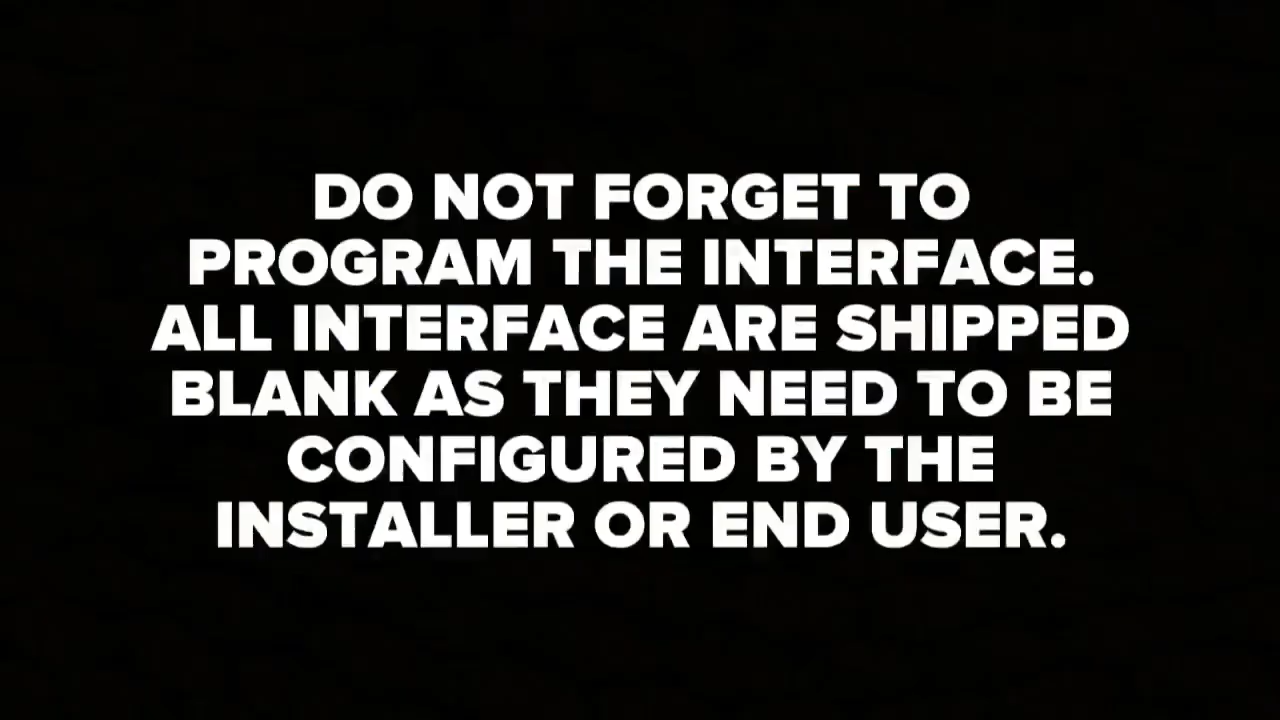 DO NOT FORGET TO
PROGRAM THE INTERFACE.
ALL INTERFACE ARE SHIPPED
BLANK AS THEY NEED TO BE
CONFIGURED BY THE
INSTALLER OR END USER.